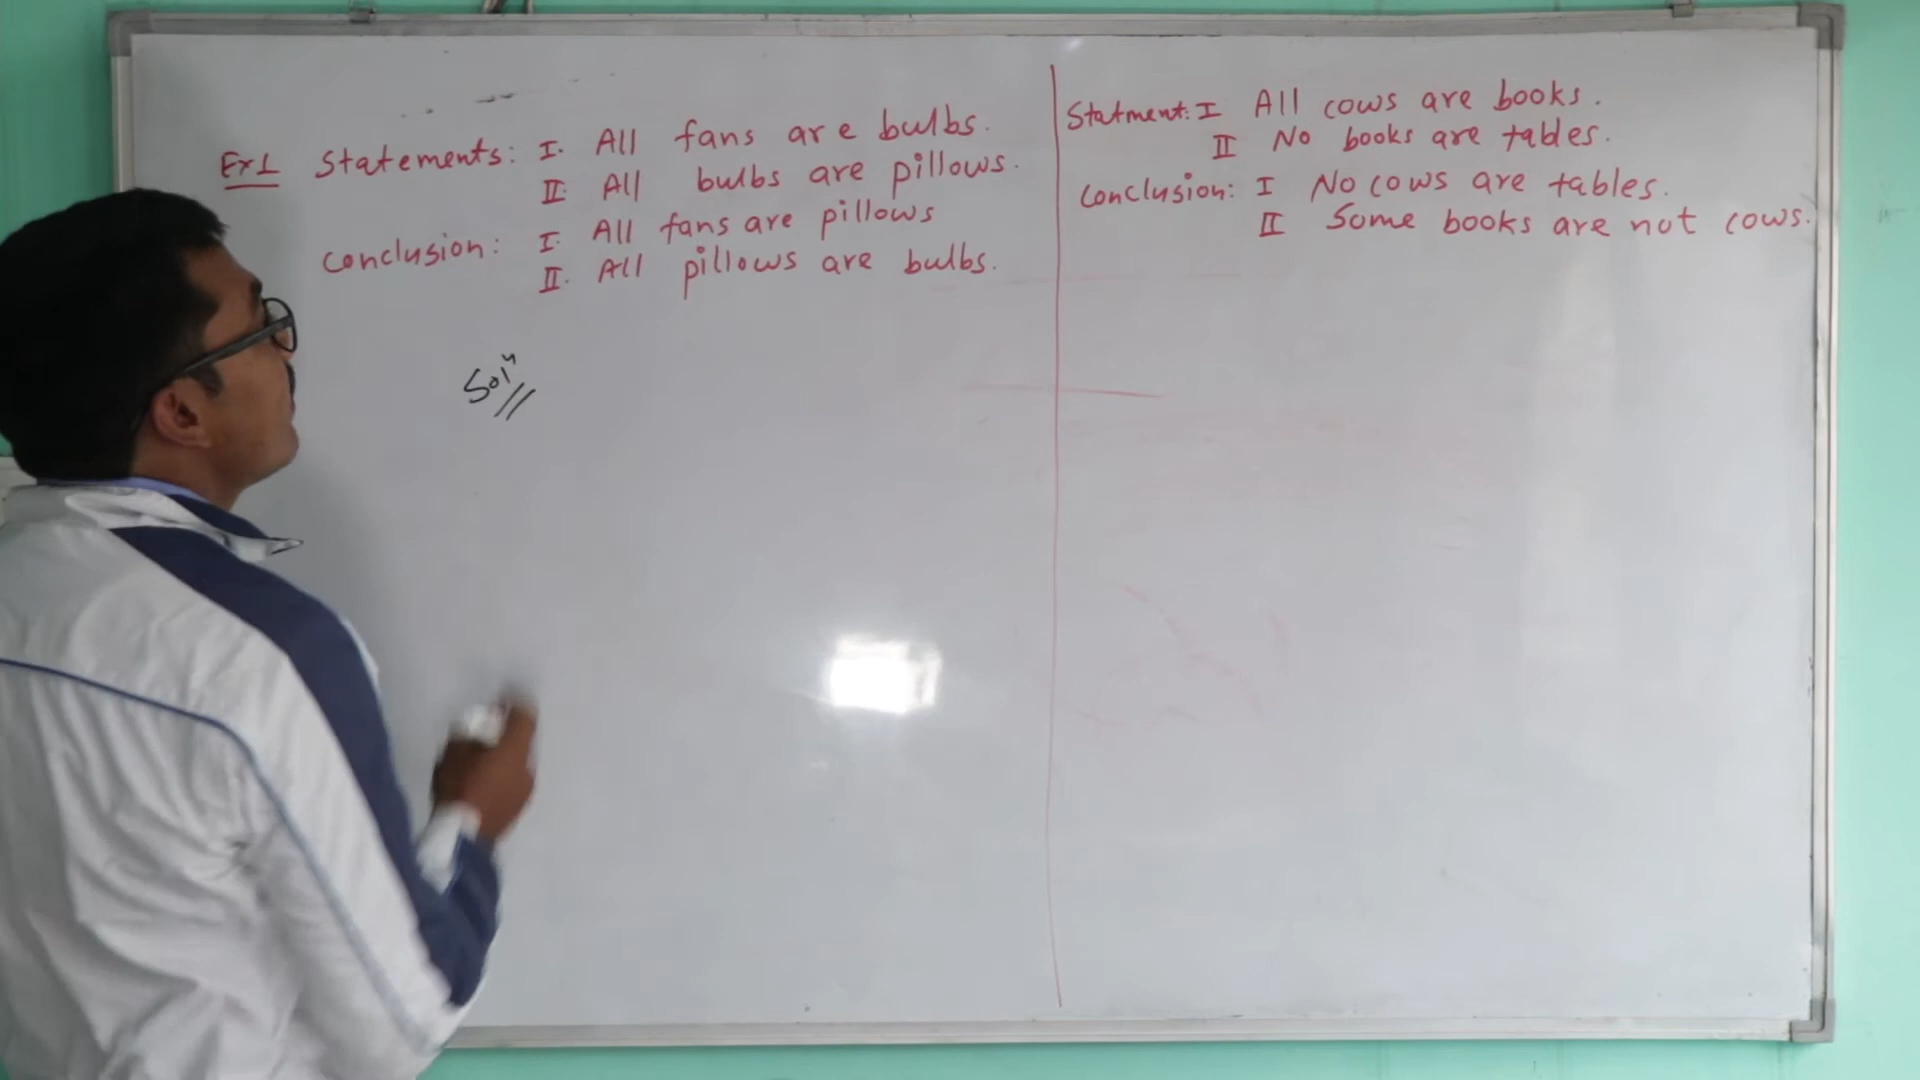 Ex 1 Statements: I. All fans are bulbs.
II. All bulbs are pillows.
Conclusion: I. All fans are pillows
II. All pillows are bulbs.
Solⁿ
Statment: I All cows are books.
II No books are tables.
Conclusion: I No cows are tables.
II Some books are not cows.